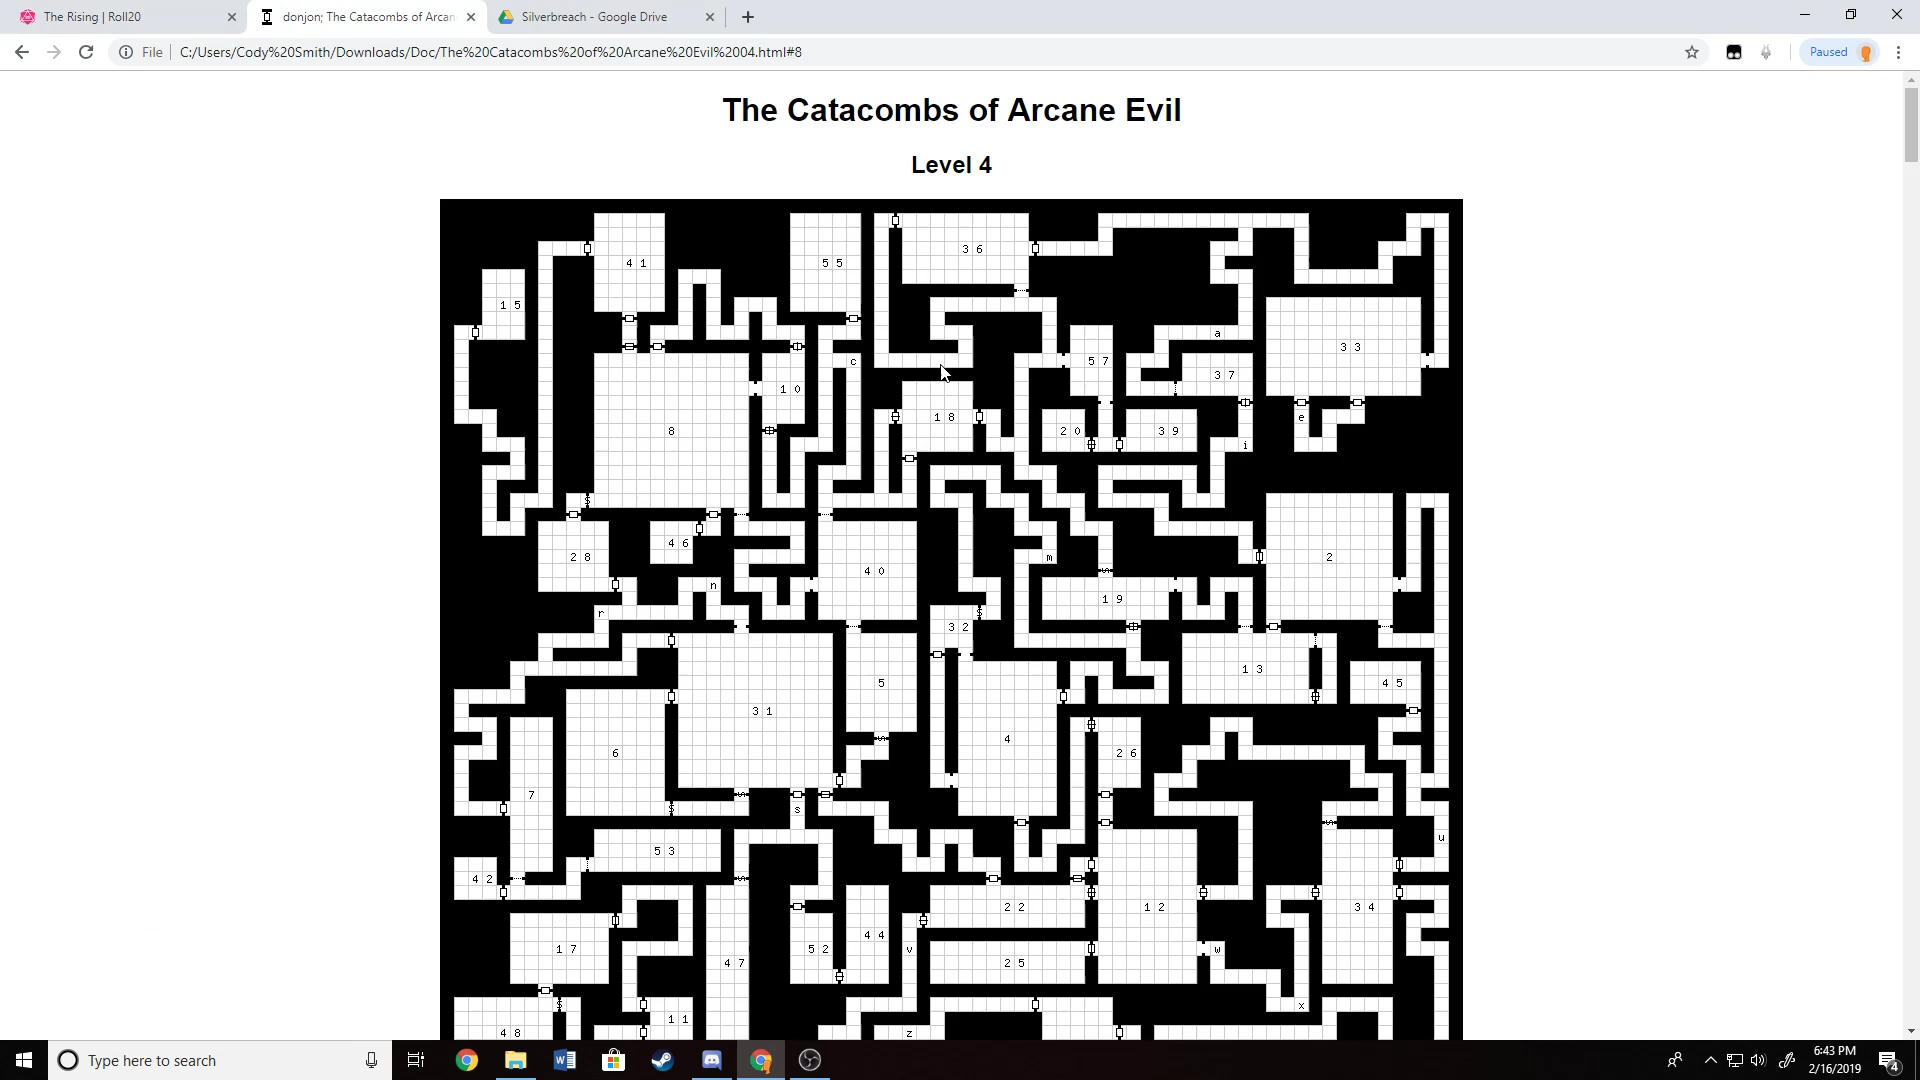 The Rising | Roll20
donjon; The Catacombs of Arcan
Silverbreach - Google Drive
File
C:/Users/Cody%20Smith/Downloads/Doc/The%20Catacombs%20of%20Arcane%20Evil%2004.html#8
Paused
The Catacombs of Arcane Evil
Level 4
36
41
55
15
a
33
c
57
37
10
18
e
8
20
39
i
28
46
m
2
40
n
19
r
32
13
5
45
31
4
6
26
7
s
u
53
42
22
12
34
44
17
52
v
w
47
25
x
11
48
z
Type here to search
6:43 PM
2/16/2019
4